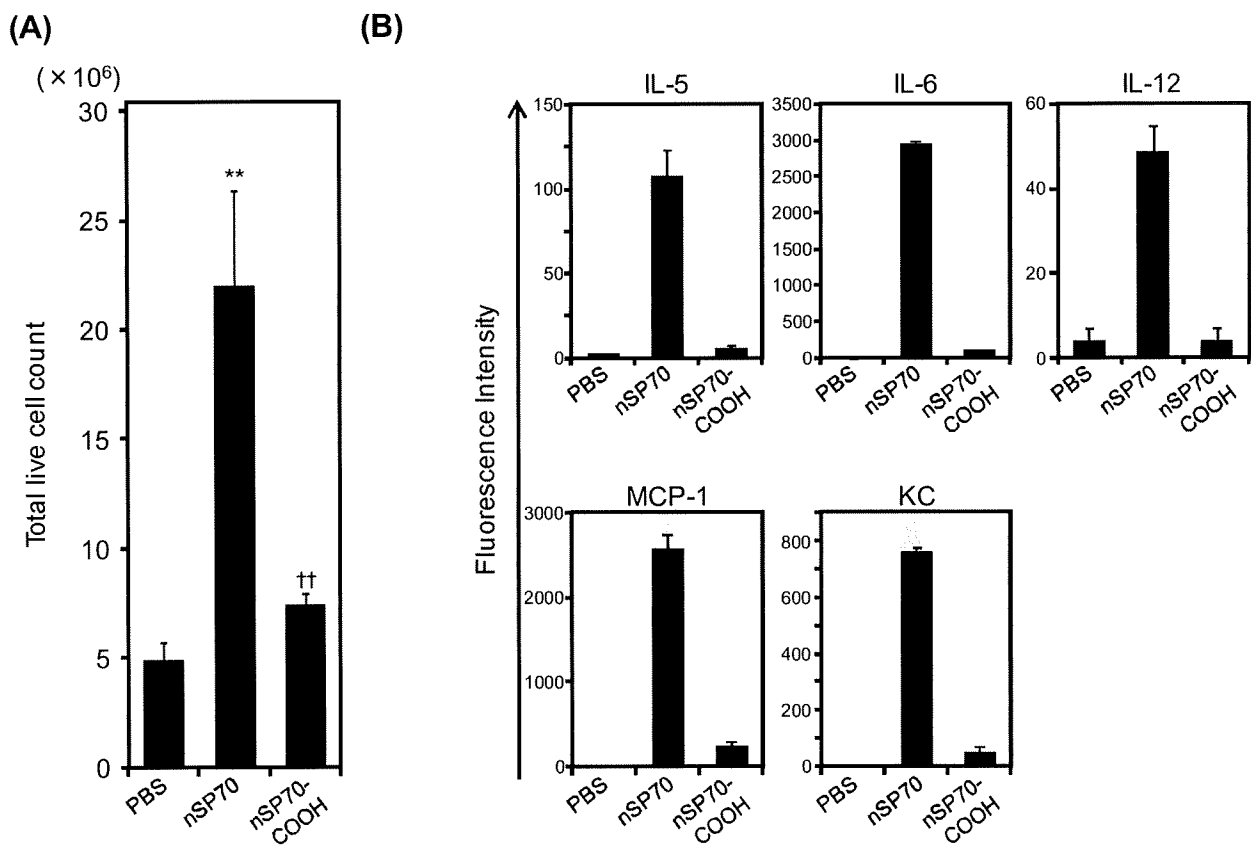 (A)
(B)
(×10⁶)
30
25
20
15
10
5
0
Total live cell count
**
††
PBS
nSP70
nSP70-
COOH
Fluorescence Intensity
IL-5
150
100
50
0
PBS
nSP70
nSP70-
COOH
IL-6
3500
3000
2500
2000
1500
1000
500
0
PBS
nSP70
nSP70-
COOH
IL-12
60
40
20
0
PBS
nSP70
nSP70-
COOH
MCP-1
3000
2000
1000
0
PBS
nSP70
nSP70-
COOH
KC
800
600
400
200
0
PBS
nSP70
nSP70-
COOH